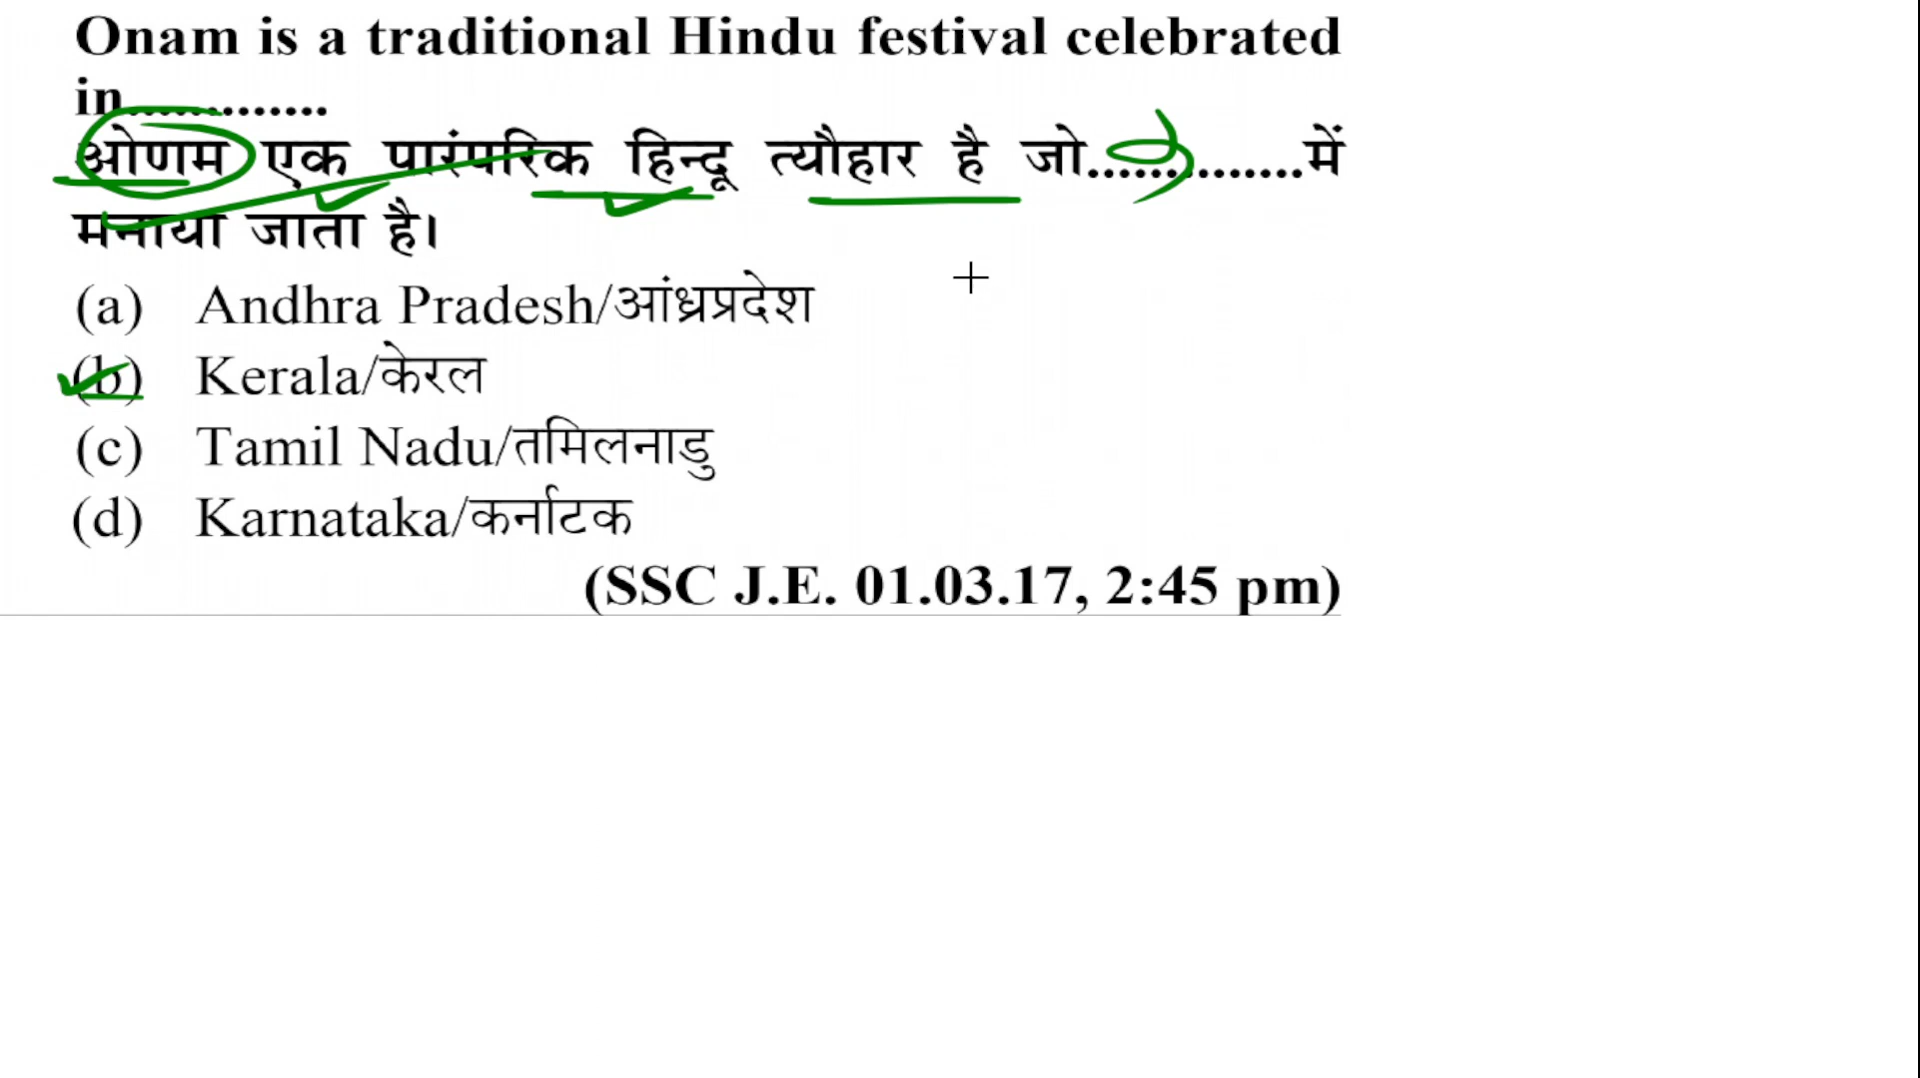 Onam is a traditional Hindu festival celebrated
in.............
ओणम एक पारंपरिक हिन्दू त्यौहार है जो.............में
मनाया जाता है।
(a) Andhra Pradesh/आंध्रप्रदेश
(b) Kerala/केरल
(c) Tamil Nadu/तमिलनाडु
(d) Karnataka/कर्नाटक
(SSC J.E. 01.03.17, 2:45 pm)